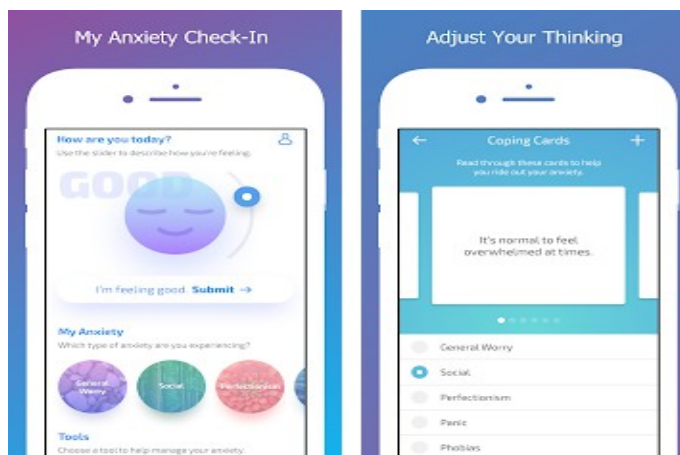 My Anxiety Check-In
How are you today?
Use the slider to describe how you're feeling.
GOOD
I'm feeling good. Submit →
My Anxiety
Which type of anxiety are you experiencing?
General
Worry
Social
Perfectionism
Tools
Choose a tool to help manage your anxiety.
Adjust Your Thinking
Coping Cards
Read through these cards to help
you ride out your anxiety.
It's normal to feel
overwhelmed at times.
General Worry
Social
Perfectionism
Panic
Phobias